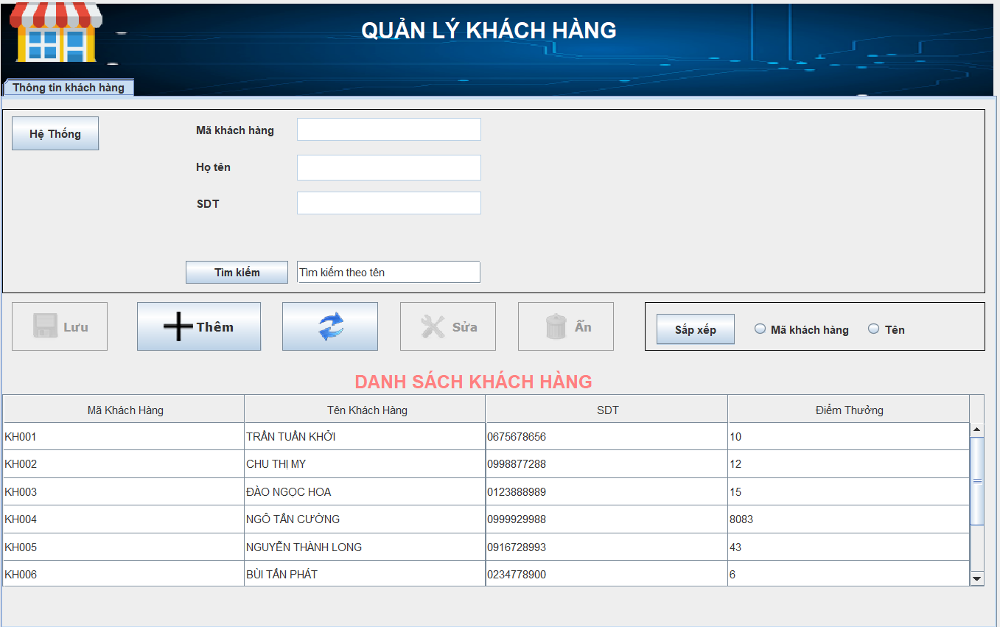 QUẢN LÝ KHÁCH HÀNG
Thông tin khách hàng
Hệ Thống
Mã khách hàng
Họ tên
SDT
Tìm kiếm
Tìm kiếm theo tên
Lưu
Thêm
Sửa
Ẩn
Sắp xếp
Mã khách hàng
Tên
DANH SÁCH KHÁCH HÀNG
Mã Khách Hàng Tên Khách Hàng SDT Điểm Thưởng
KH001 TRẦN TUẤN KHỞI 0675678656 10
KH002 CHU THỊ MY 0998877288 12
KH003 ĐÀO NGỌC HOA 0123888989 15
KH004 NGÔ TẤN CƯỜNG 0999929988 8083
KH005 NGUYỄN THÀNH LONG 0916728993 43
KH006 BÙI TẤN PHÁT 0234778900 6